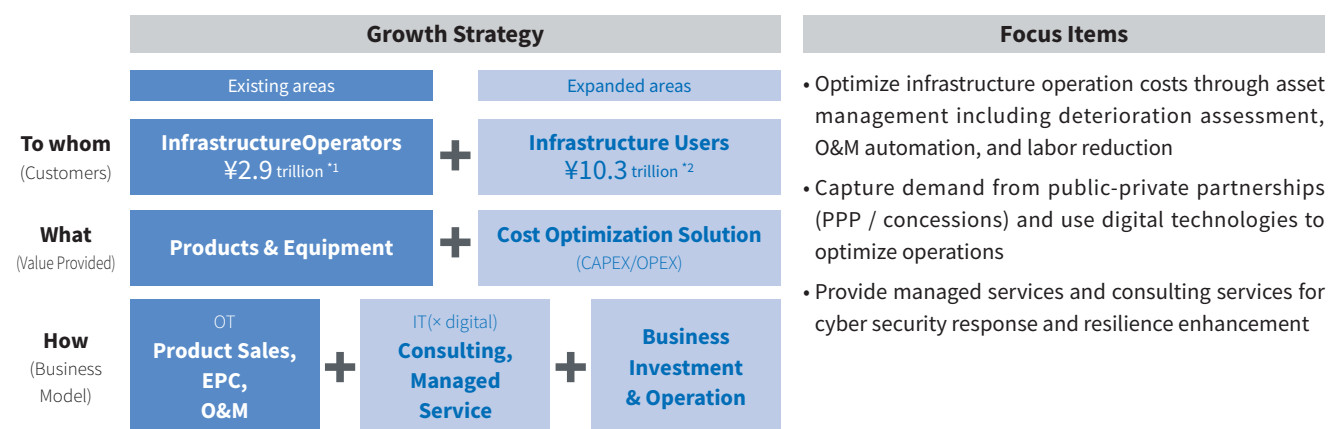 Growth Strategy
Existing areas
Expanded areas
To whom
(Customers)
InfrastructureOperators
¥2.9 trillion *1
+
Infrastructure Users
¥10.3 trillion *2
What
(Value Provided)
Products & Equipment
+
Cost Optimization Solution
(CAPEX/OPEX)
How
(Business
Model)
OT
Product Sales,
EPC,
O&M
+
IT(× digital)
Consulting,
Managed
Service
+
Business
Investment
& Operation
Focus Items
• Optimize infrastructure operation costs through asset
management including deterioration assessment,
O&M automation, and labor reduction
• Capture demand from public-private partnerships
(PPP / concessions) and use digital technologies to
optimize operations
• Provide managed services and consulting services for
cyber security response and resilience enhancement